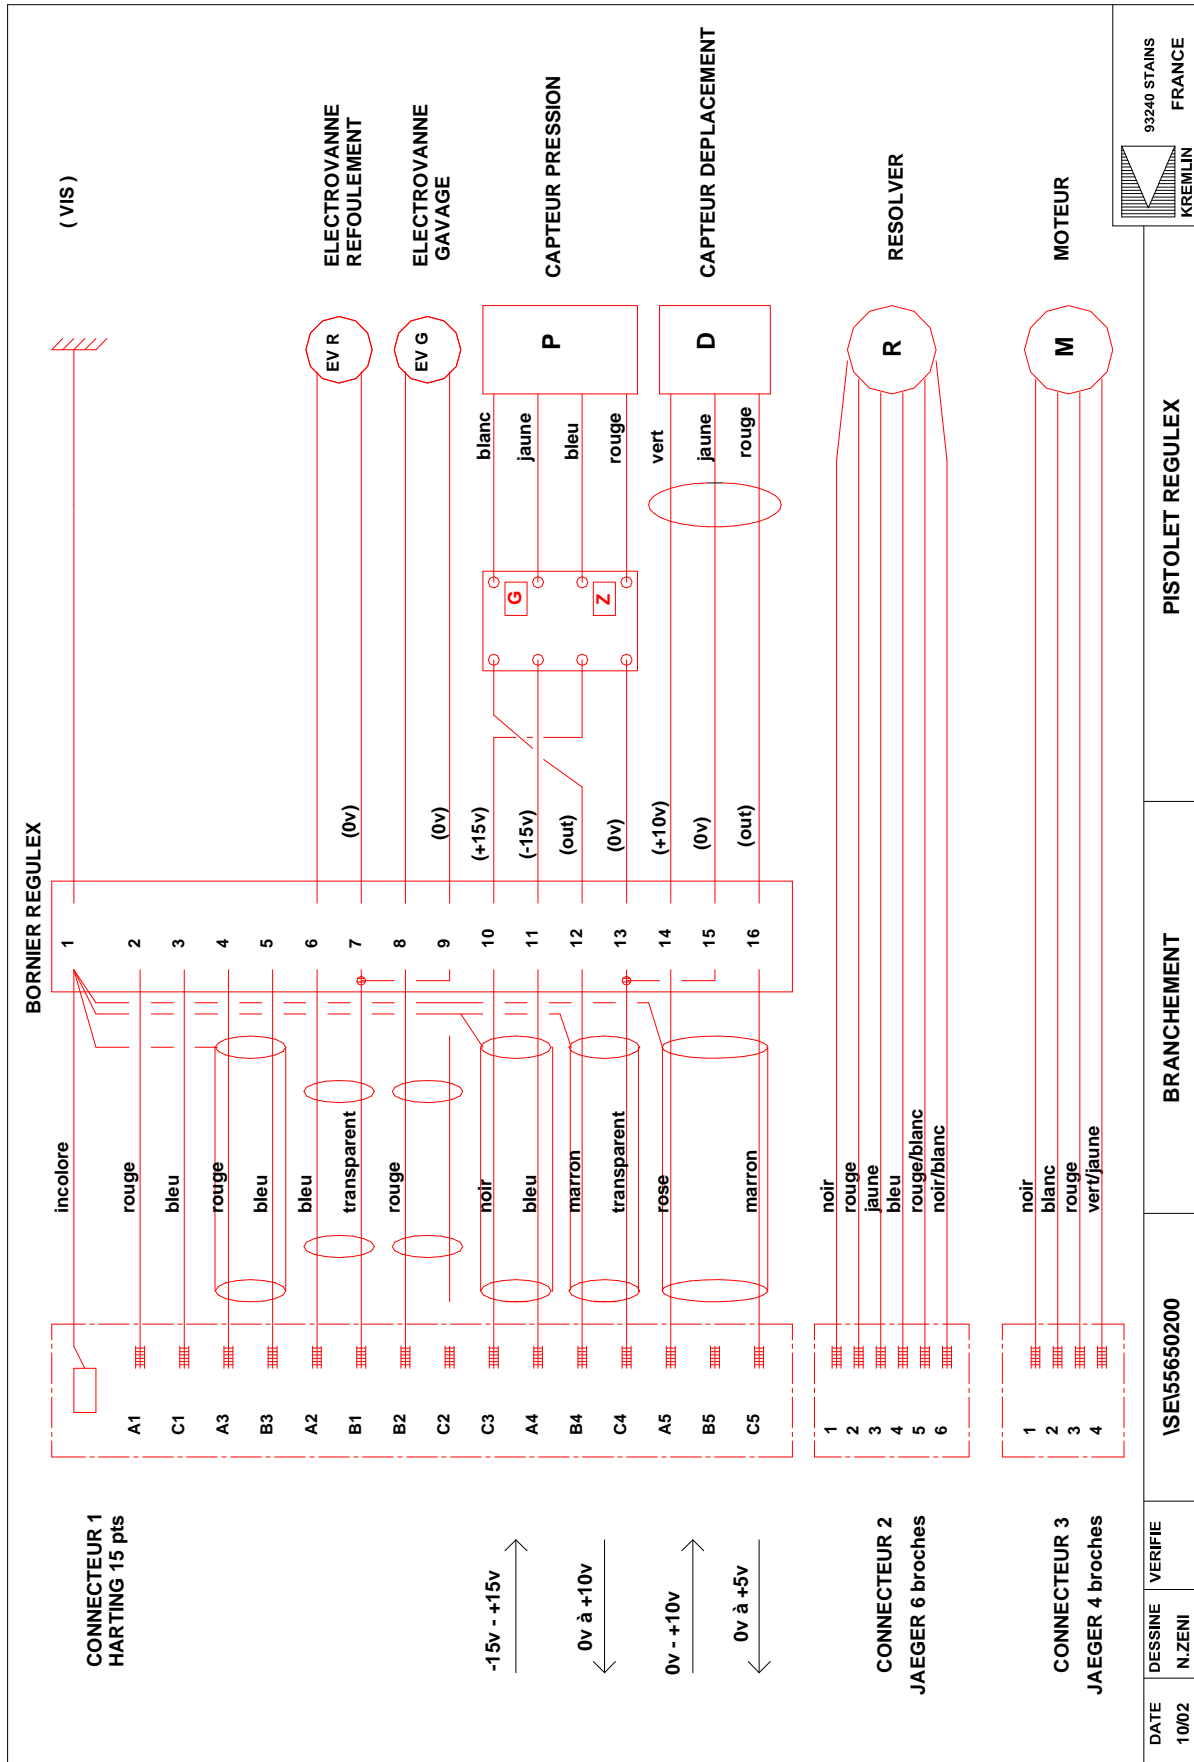 BORNIER REGULEX
CONNECTEUR 1
HARTING 15 pts
incolore
1
( VIS )
A1
rouge
2
C1
bleu
3
A3
rouge
4
B3
bleu
5
A2
bleu
6
B1
transparent
7
(0v)
EV R
ELECTROVANNE
REFOULEMENT
B2
rouge
8
C2
9
(0v)
EV G
ELECTROVANNE
GAVAGE
-15v - +15v
C3
noir
10
(+15v)
blanc
A4
bleu
11
(-15v)
G
jaune
P
CAPTEUR PRESSION
0v à +10v
B4
marron
12
(out)
bleu
C4
transparent
13
(0v)
Z
rouge
0v - +10v
A5
rose
14
(+10v)
vert
B5
15
(0v)
jaune
D
CAPTEUR DEPLACEMENT
0v à +5v
C5
marron
16
(out)
rouge
CONNECTEUR 2
JAEGER 6 broches
1
noir
2
rouge
3
jaune
4
bleu
5
rouge/blanc
6
noir/blanc
R
RESOLVER
CONNECTEUR 3
JAEGER 4 broches
1
noir
2
blanc
3
rouge
4
vert/jaune
M
MOTEUR
DATE
10/02
DESSINE
N.ZENI
VERIFIE
\SE\55650200
BRANCHEMENT
PISTOLET REGULEX
KREMLIN
93240 STAINS
FRANCE